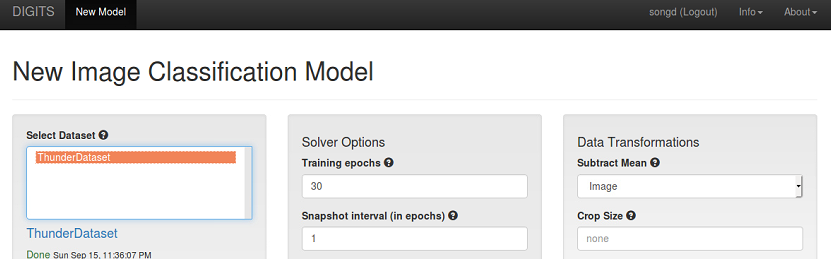 DIGITS New Model songd (Logout) Info About
New Image Classification Model
Select Dataset
ThunderDataset
ThunderDataset
Done Sun Sep 15, 11:36:07 PM
Solver Options
Training epochs
30
Snapshot interval (in epochs)
1
Data Transformations
Subtract Mean
Image
Crop Size
none